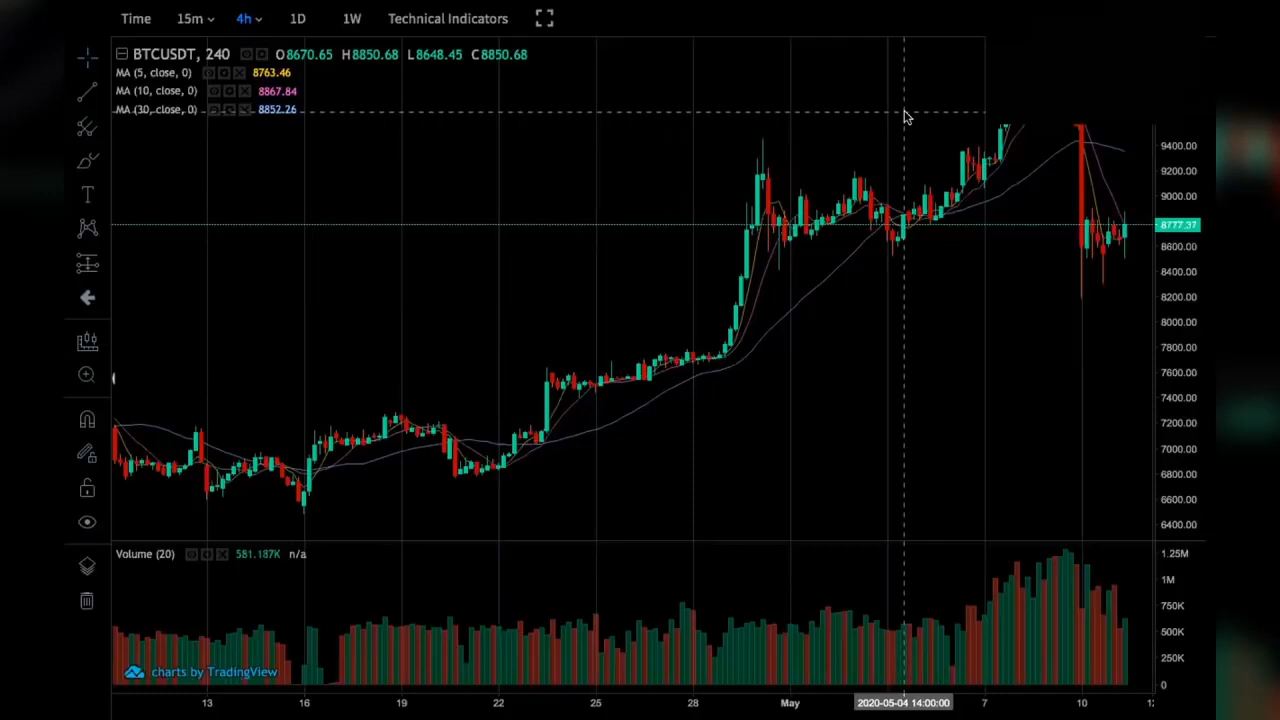 Time 15m 4h 1D 1W Technical Indicators
BTCUSDT, 240 O8670.65 H8850.68 L8648.45 C8850.68
MA (5, close, 0) 8763.46
MA (10, close, 0) 8867.84
MA (30, close, 0) 8852.26
9400.00
9200.00
9000.00
8777.37
8600.00
8400.00
8200.00
8000.00
7800.00
7600.00
7400.00
7200.00
7000.00
6800.00
6600.00
6400.00
Volume (20) 581.187K n/a
1.25M
1M
750K
500K
250K
0
charts by TradingView
13 16 19 22 25 28 May 2020-05-04 14:00:00 7 10